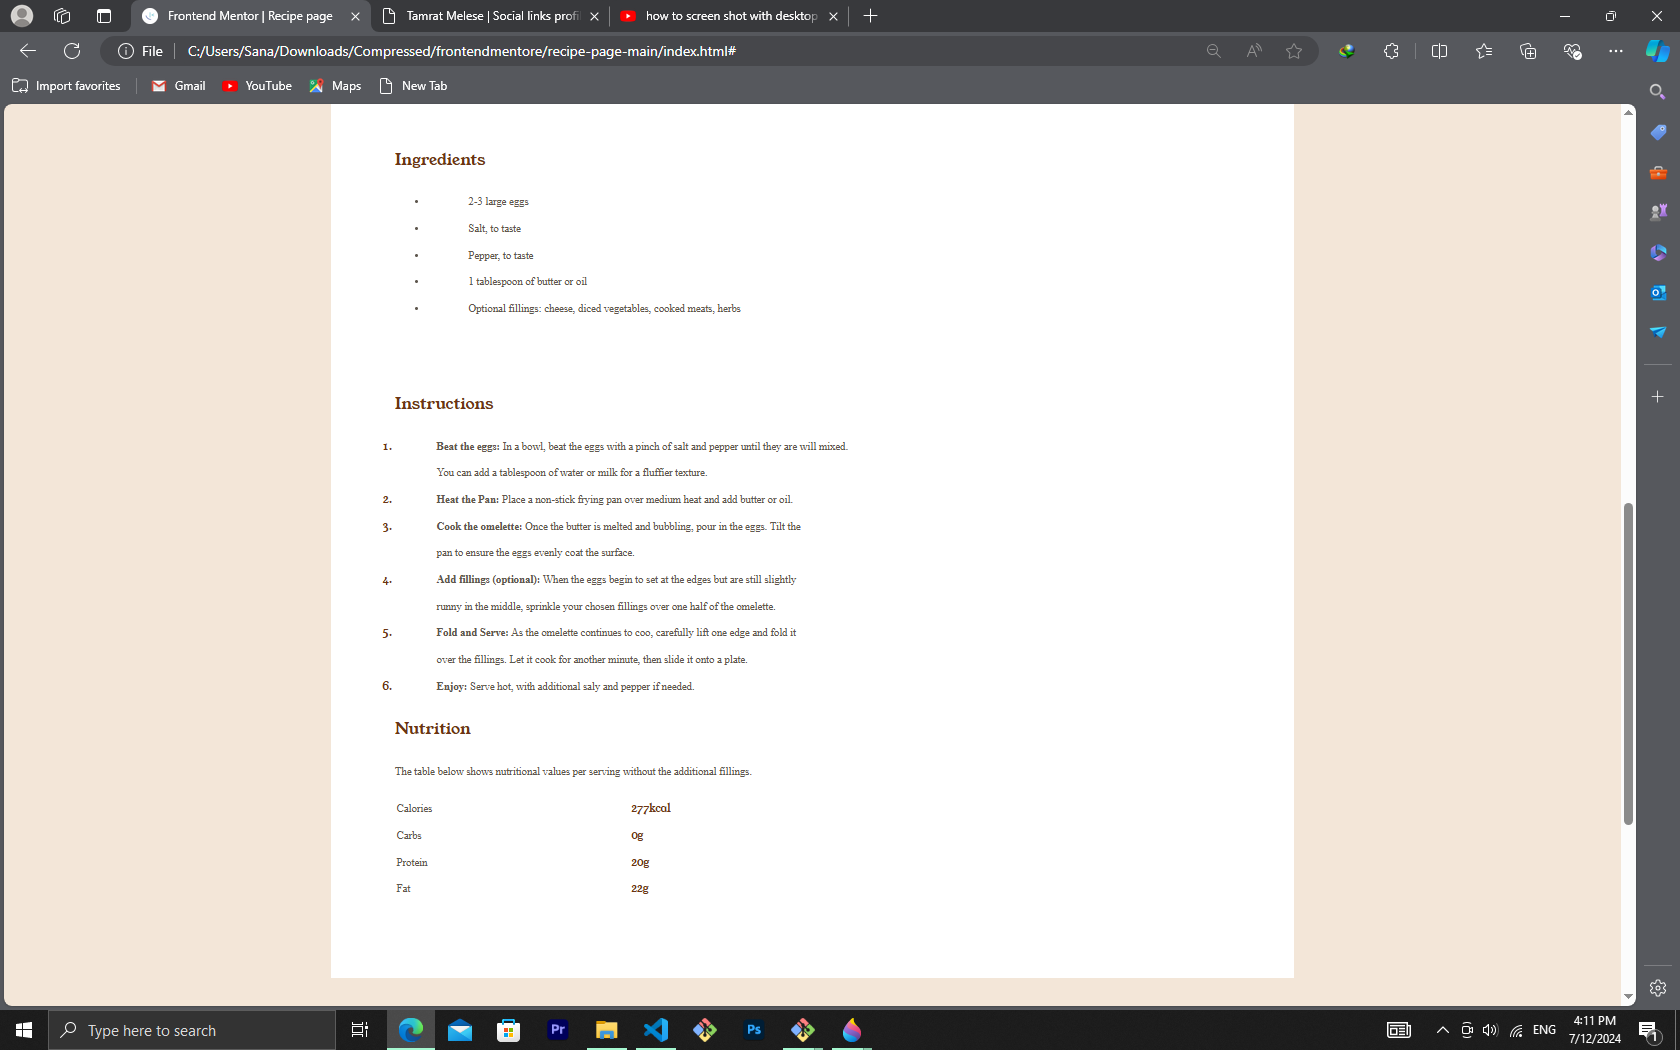 Frontend Mentor | Recipe page
Tamrat Melese | Social links profi
how to screen shot with desktop
File
C:/Users/Sana/Downloads/Compressed/frontendmentore/recipe-page-main/index.html#
Import favorites
Gmail
YouTube
Maps
New Tab
Ingredients
• 2-3 large eggs
• Salt, to taste
• Pepper, to taste
• 1 tablespoon of butter or oil
• Optional fillings: cheese, diced vegetables, cooked meats, herbs
Instructions
1. Beat the eggs: In a bowl, beat the eggs with a pinch of salt and pepper until they are will mixed.
You can add a tablespoon of water or milk for a fluffier texture.
2. Heat the Pan: Place a non-stick frying pan over medium heat and add butter or oil.
3. Cook the omelette: Once the butter is melted and bubbling, pour in the eggs. Tilt the
pan to ensure the eggs evenly coat the surface.
4. Add fillings (optional): When the eggs begin to set at the edges but are still slightly
runny in the middle, sprinkle your chosen fillings over one half of the omelette.
5. Fold and Serve: As the omelette continues to coo, carefully lift one edge and fold it
over the fillings. Let it cook for another minute, then slide it onto a plate.
6. Enjoy: Serve hot, with additional saly and pepper if needed.
Nutrition
The table below shows nutritional values per serving without the additional fillings.
Calories 277kcal
Carbs 0g
Protein 20g
Fat 22g
Type here to search
Pr
Ps
ENG
4:11 PM
7/12/2024
1